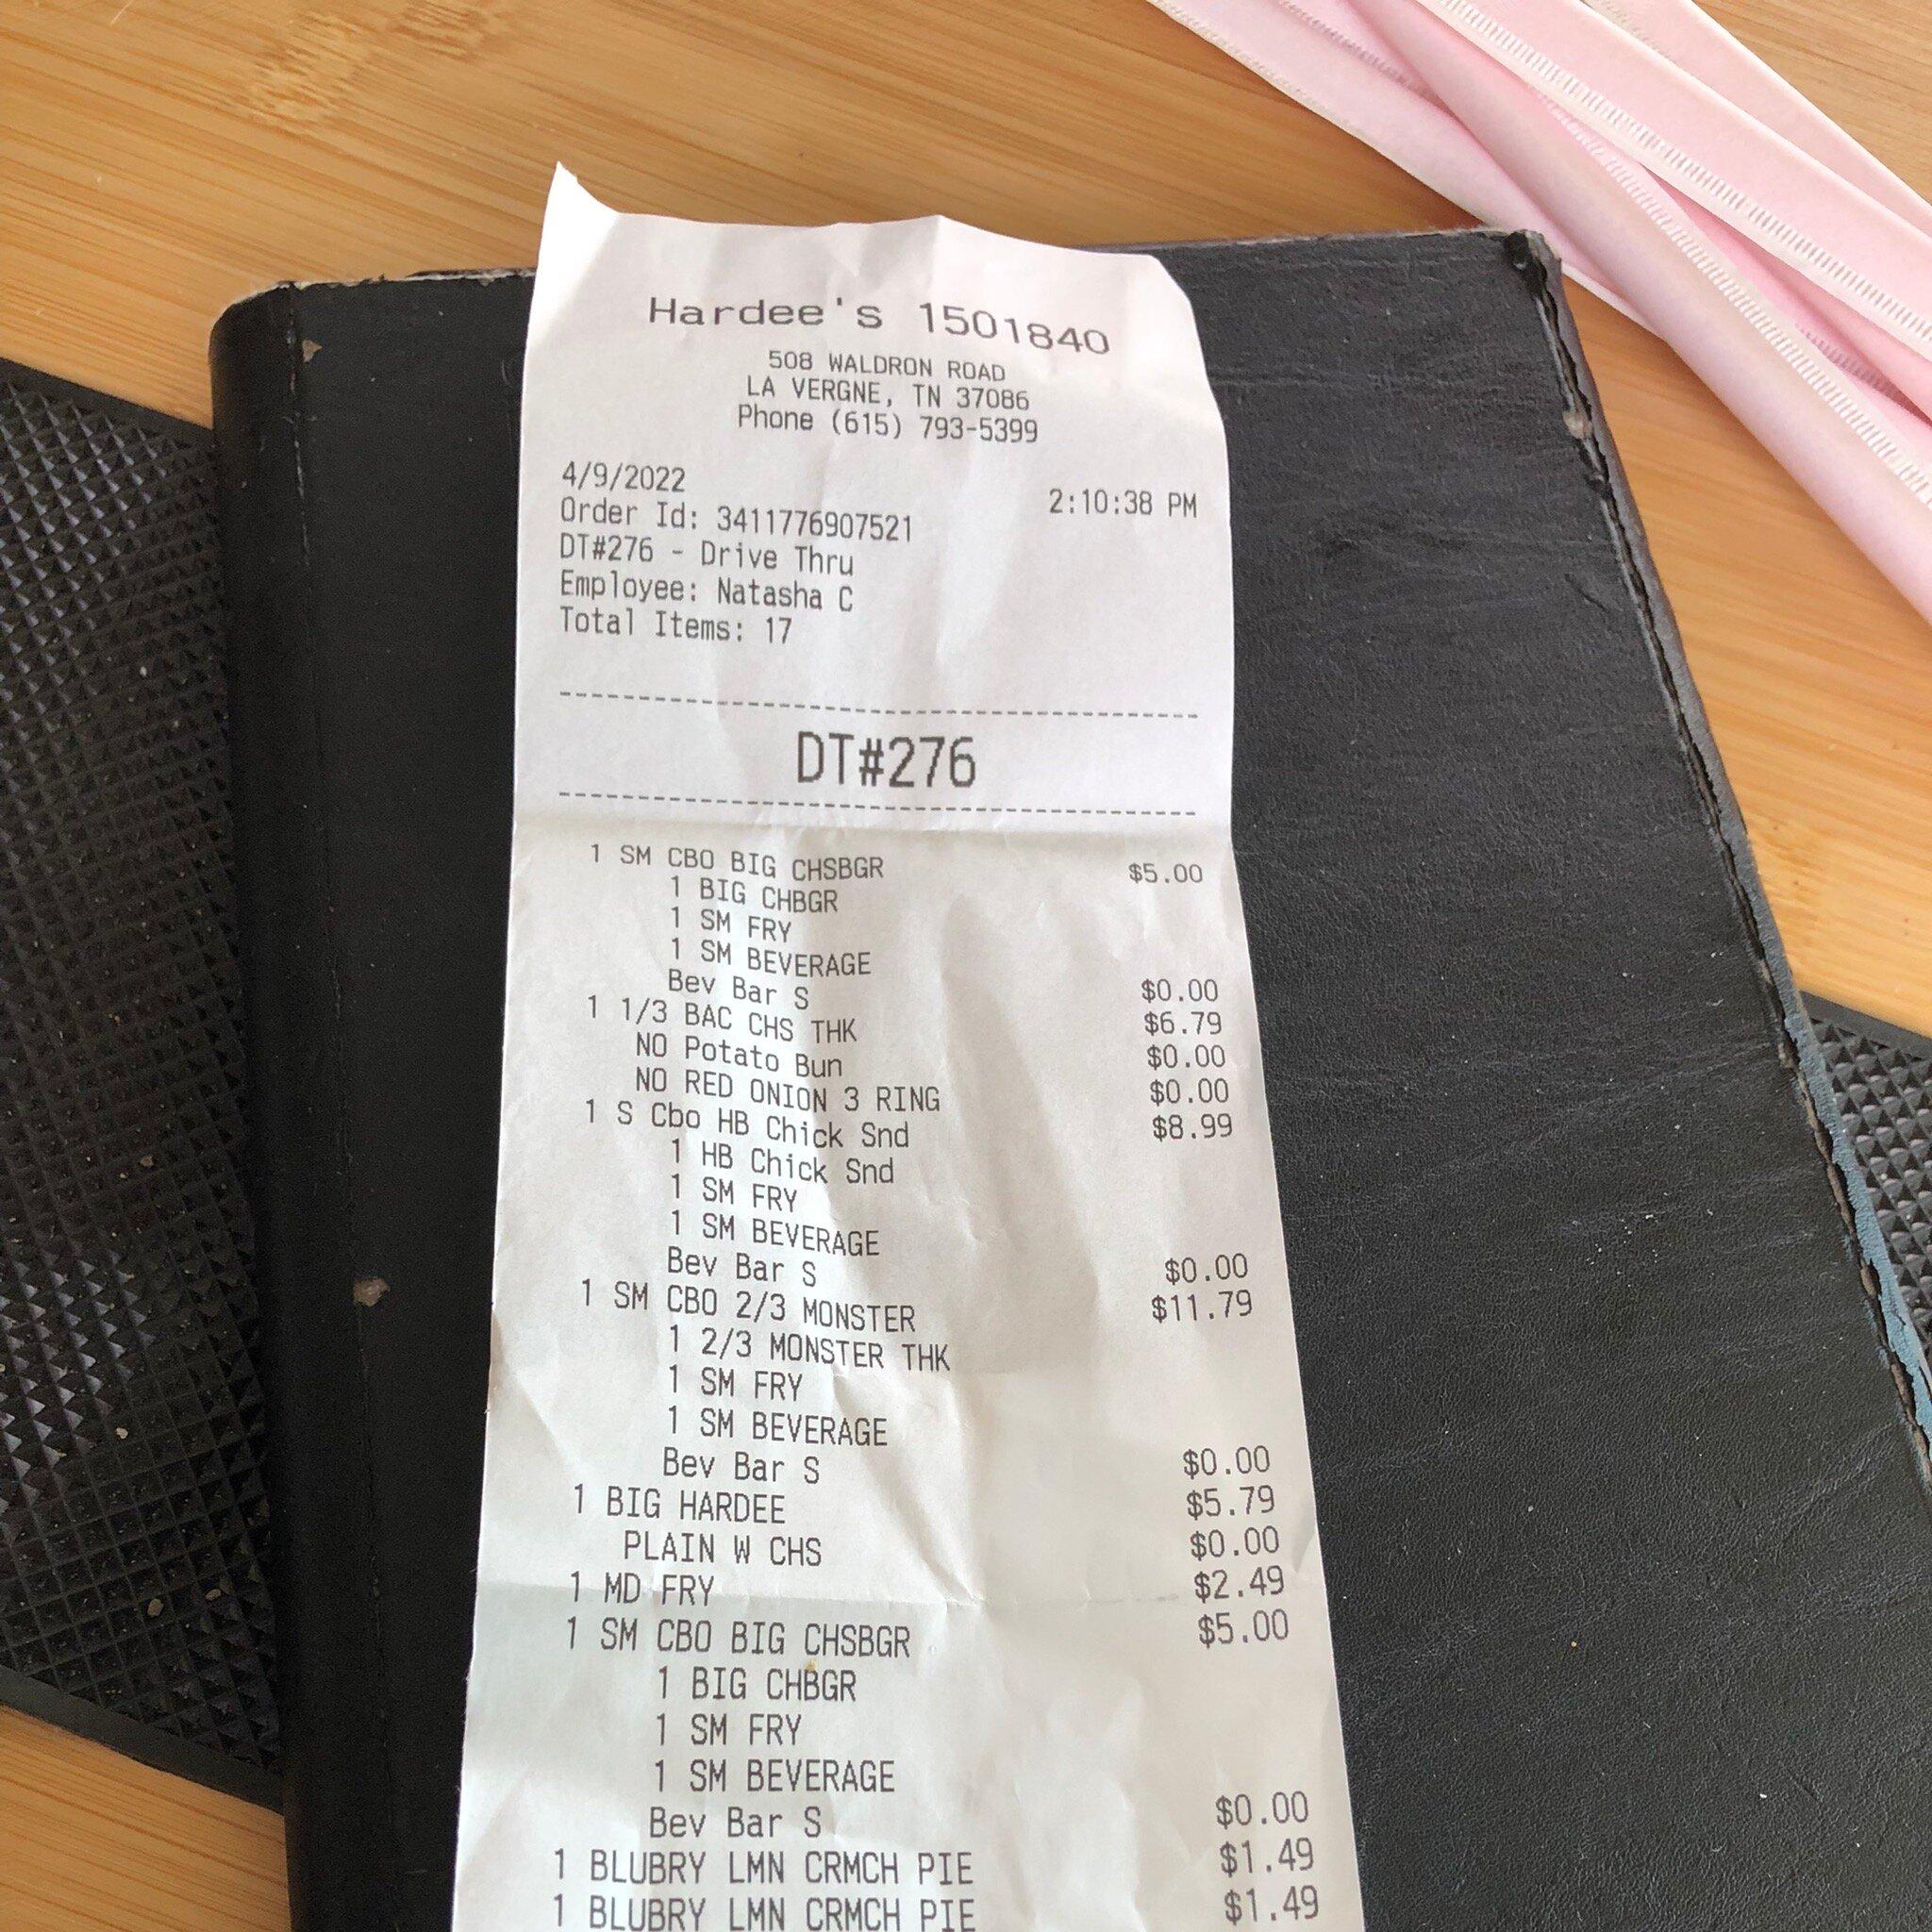 Hardee's 1501840
508 WALDRON ROAD
LA VERGNE, TN 37086
Phone (615) 793-5399
4/9/2022 2:10:38 PM
Order Id: 3411776907521
DT#276 - Drive Thru
Employee: Natasha C
Total Items: 17
DT#276
1 SM CBO BIG CHSBGR $5.00
1 BIG CHBGR
1 SM FRY
1 SM BEVERAGE
Bev Bar S $0.00
1 1/3 BAC CHS THK $6.79
NO Potato Bun $0.00
NO RED ONION 3 RING $0.00
1 S Cbo HB Chick Snd $8.99
1 HB Chick Snd
1 SM FRY
1 SM BEVERAGE
Bev Bar S $0.00
1 SM CBO 2/3 MONSTER $11.79
1 2/3 MONSTER THK
1 SM FRY
1 SM BEVERAGE
Bev Bar S $0.00
1 BIG HARDEE $5.79
PLAIN W CHS $0.00
1 MD FRY $2.49
1 SM CBO BIG CHSBGR $5.00
1 BIG CHBGR
1 SM FRY
1 SM BEVERAGE
Bev Bar S $0.00
1 BLUBRY LMN CRMCH PIE $1.49
1 BLUBRY LMN CRMCH PIE $1.49